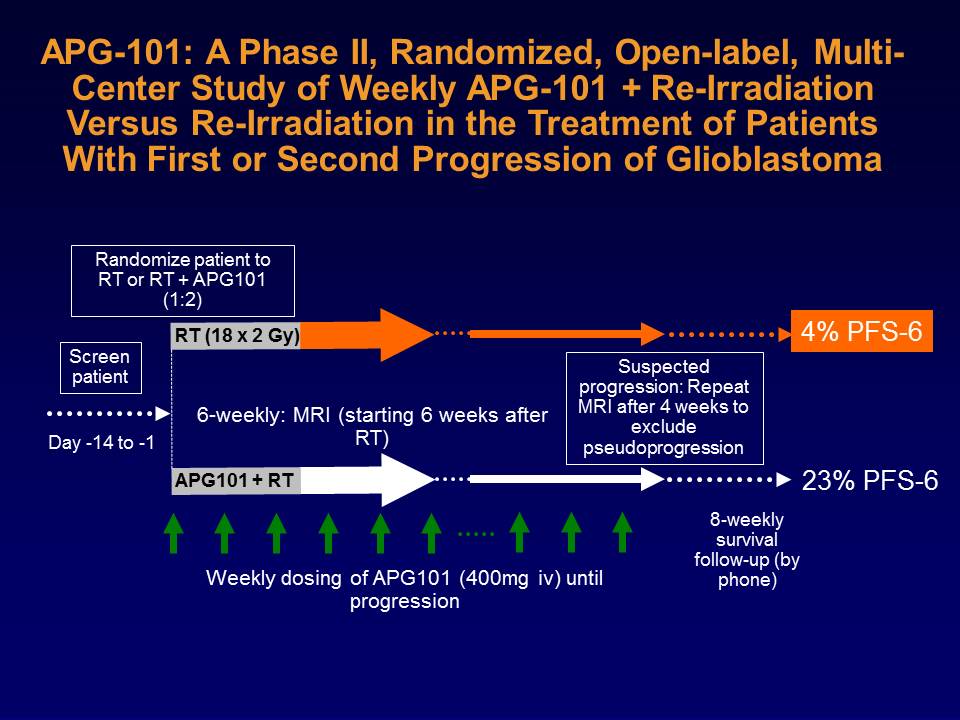 APG-101: A Phase II, Randomized, Open-label, Multi-
Center Study of Weekly APG-101 + Re-Irradiation
Versus Re-Irradiation in the Treatment of Patients
With First or Second Progression of Glioblastoma
Randomize patient to
RT or RT + APG101
(1:2)
RT (18 x 2 Gy)
4% PFS-6
Screen
patient
Suspected
progression: Repeat
MRI after 4 weeks to
exclude
pseudoprogression
Day -14 to -1
6-weekly: MRI (starting 6 weeks after
RT)
APG101 + RT
23% PFS-6
8-weekly
survival
follow-up (by
phone)
Weekly dosing of APG101 (400mg iv) until
progression